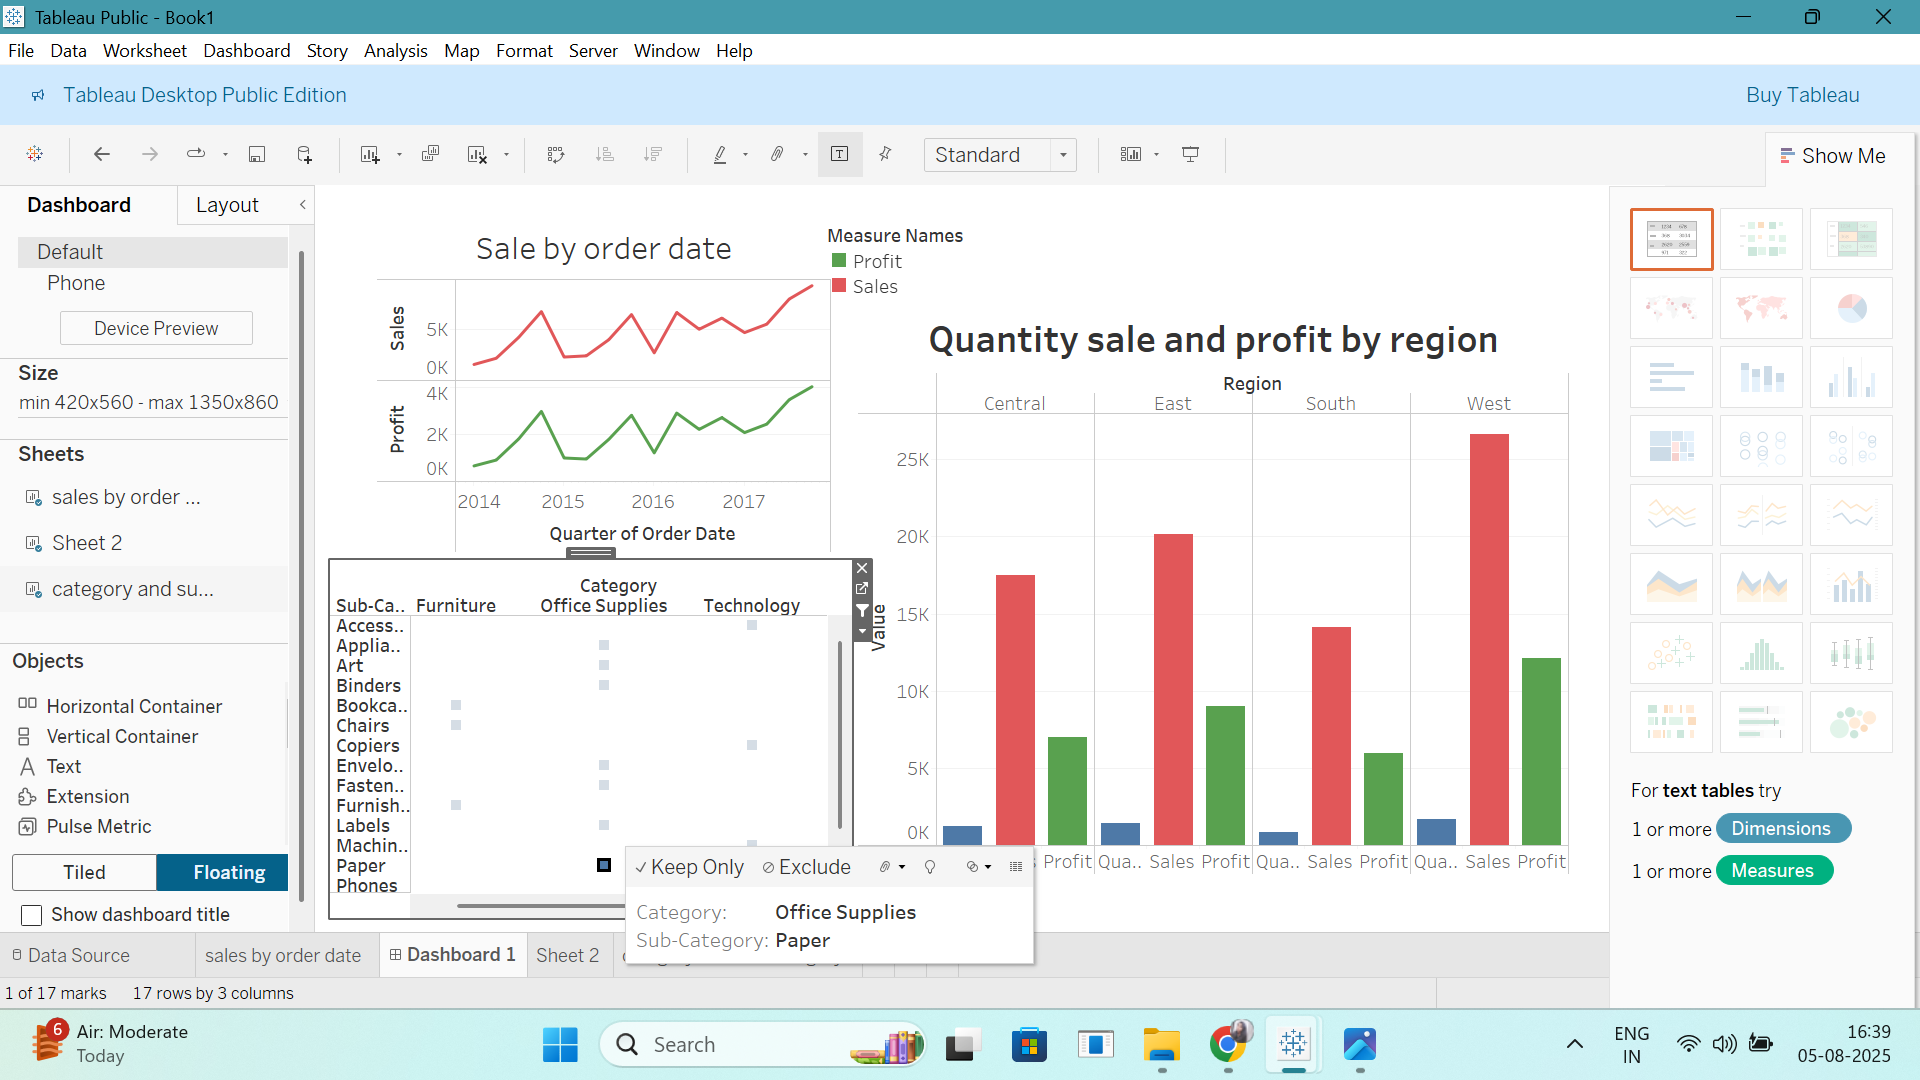 Tableau Public - Book1
File Data Worksheet Dashboard Story Analysis Map Format Server Window Help
Tableau Desktop Public Edition
Buy Tableau
Standard
Show Me
Dashboard
Layout
Default
Phone
Device Preview
Size
min 420x560 - max 1350x860
Sheets
sales by order ...
Sheet 2
category and su...
Objects
Horizontal Container
Vertical Container
Text
Extension
Pulse Metric
Tiled
Floating
Show dashboard title
Sale by order date
Sales
5K
0K
Profit
4K
2K
0K
2014 2015 2016 2017
Quarter of Order Date
Measure Names
Profit
Sales
Quantity sale and profit by region
Region
Central East South West
Value
25K
20K
15K
10K
5K
0K
Profit Qua.. Sales Profit Qua.. Sales Profit Qua.. Sales Profit
Category
Sub-Ca.. Furniture Office Supplies Technology
Access..
Applia..
Art
Binders
Bookca..
Chairs
Copiers
Envelo..
Fasten..
Furnish..
Labels
Machin..
Paper
Phones
Keep Only Exclude
Category: Office Supplies
Sub-Category: Paper
For text tables try
1 or more Dimensions
1 or more Measures
Data Source
sales by order date
Dashboard 1
Sheet 2
1 of 17 marks
17 rows by 3 columns
6
Air: Moderate
Today
Search
ENG
IN
16:39
05-08-2025